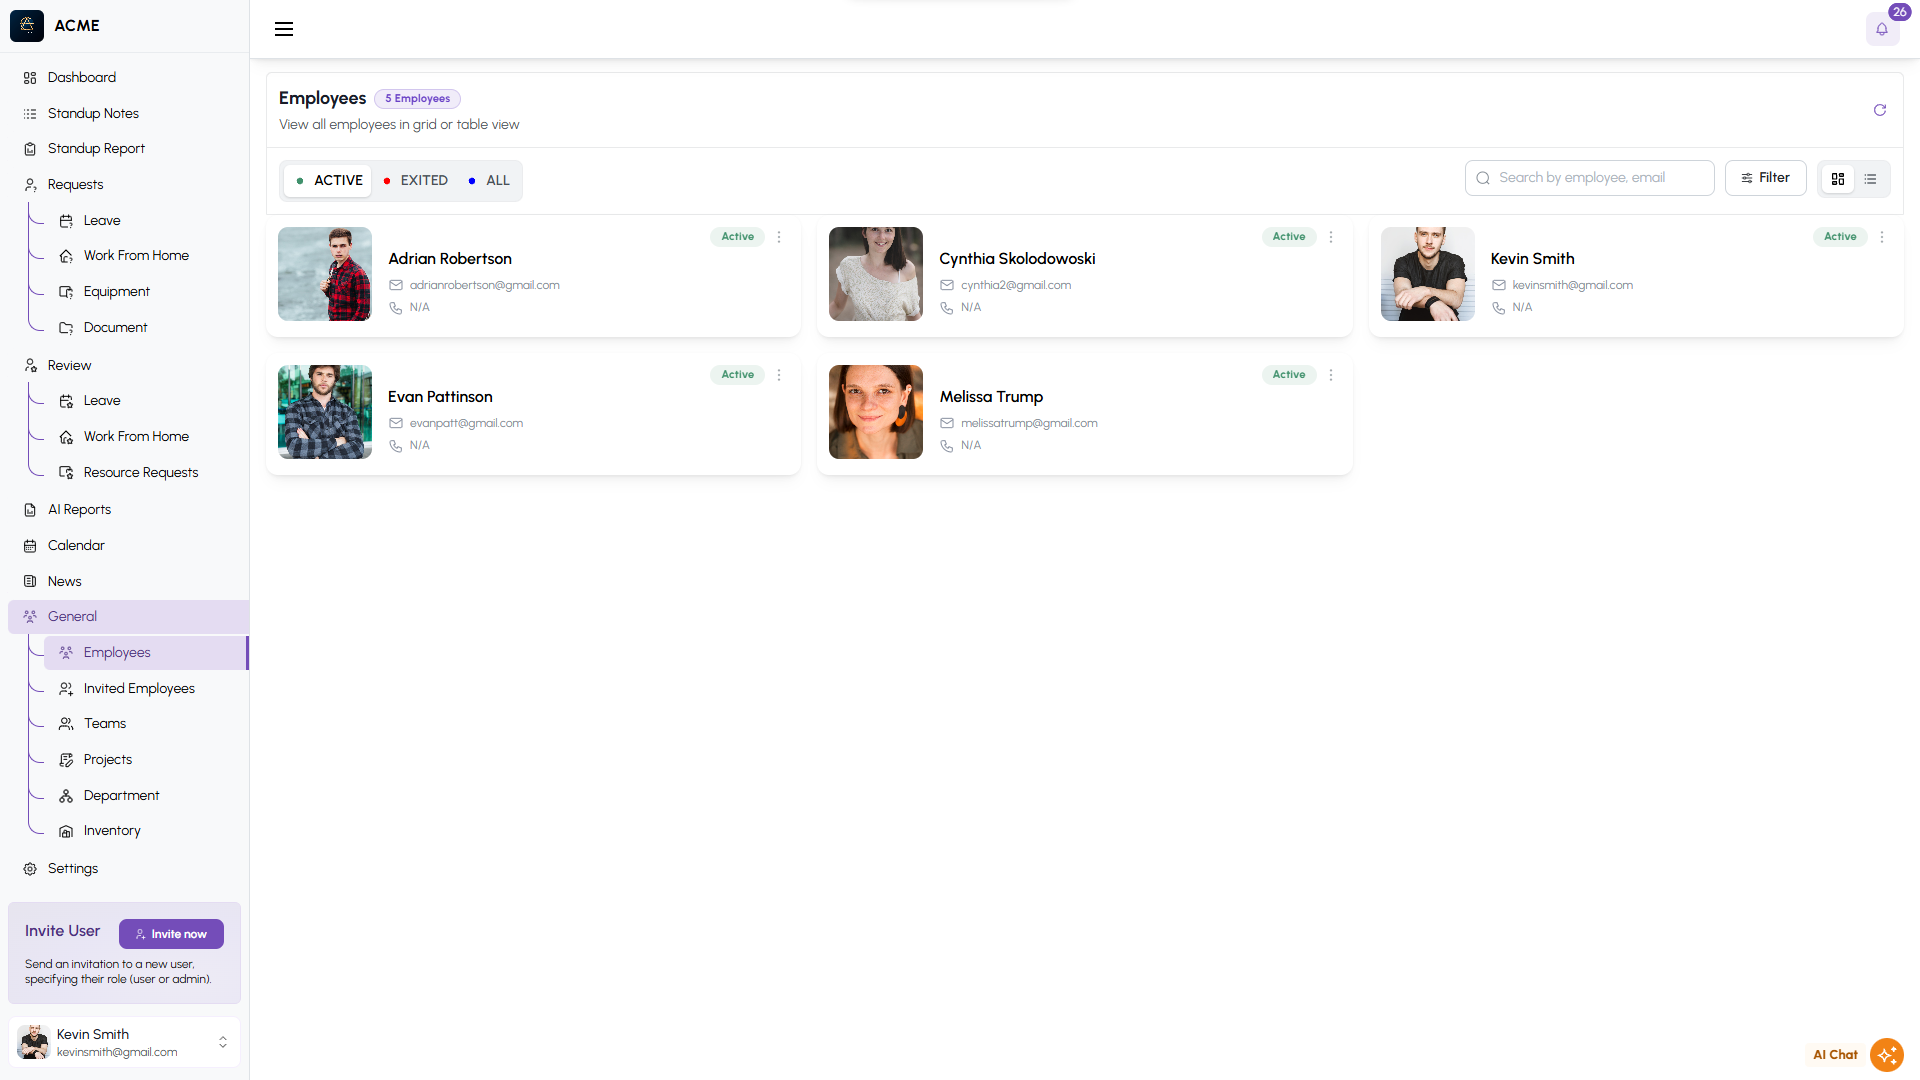 ACME
26
Dashboard
Standup Notes
Standup Report
Requests
Leave
Work From Home
Equipment
Document
Review
Leave
Work From Home
Resource Requests
AI Reports
Calendar
News
General
Employees
Invited Employees
Teams
Projects
Department
Inventory
Settings
Invite User
Invite now
Send an invitation to a new user,
specifying their role (user or admin).
Kevin Smith
kevinsmith@gmail.com
Employees 5 Employees
View all employees in grid or table view
ACTIVE EXITED ALL
Search by employee, email
Filter
Active
Adrian Robertson
adrianrobertson@gmail.com
N/A
Active
Cynthia Skolodowoski
cynthia2@gmail.com
N/A
Active
Kevin Smith
kevinsmith@gmail.com
N/A
Active
Evan Pattinson
evanpatt@gmail.com
N/A
Active
Melissa Trump
melissatrump@gmail.com
N/A
AI Chat